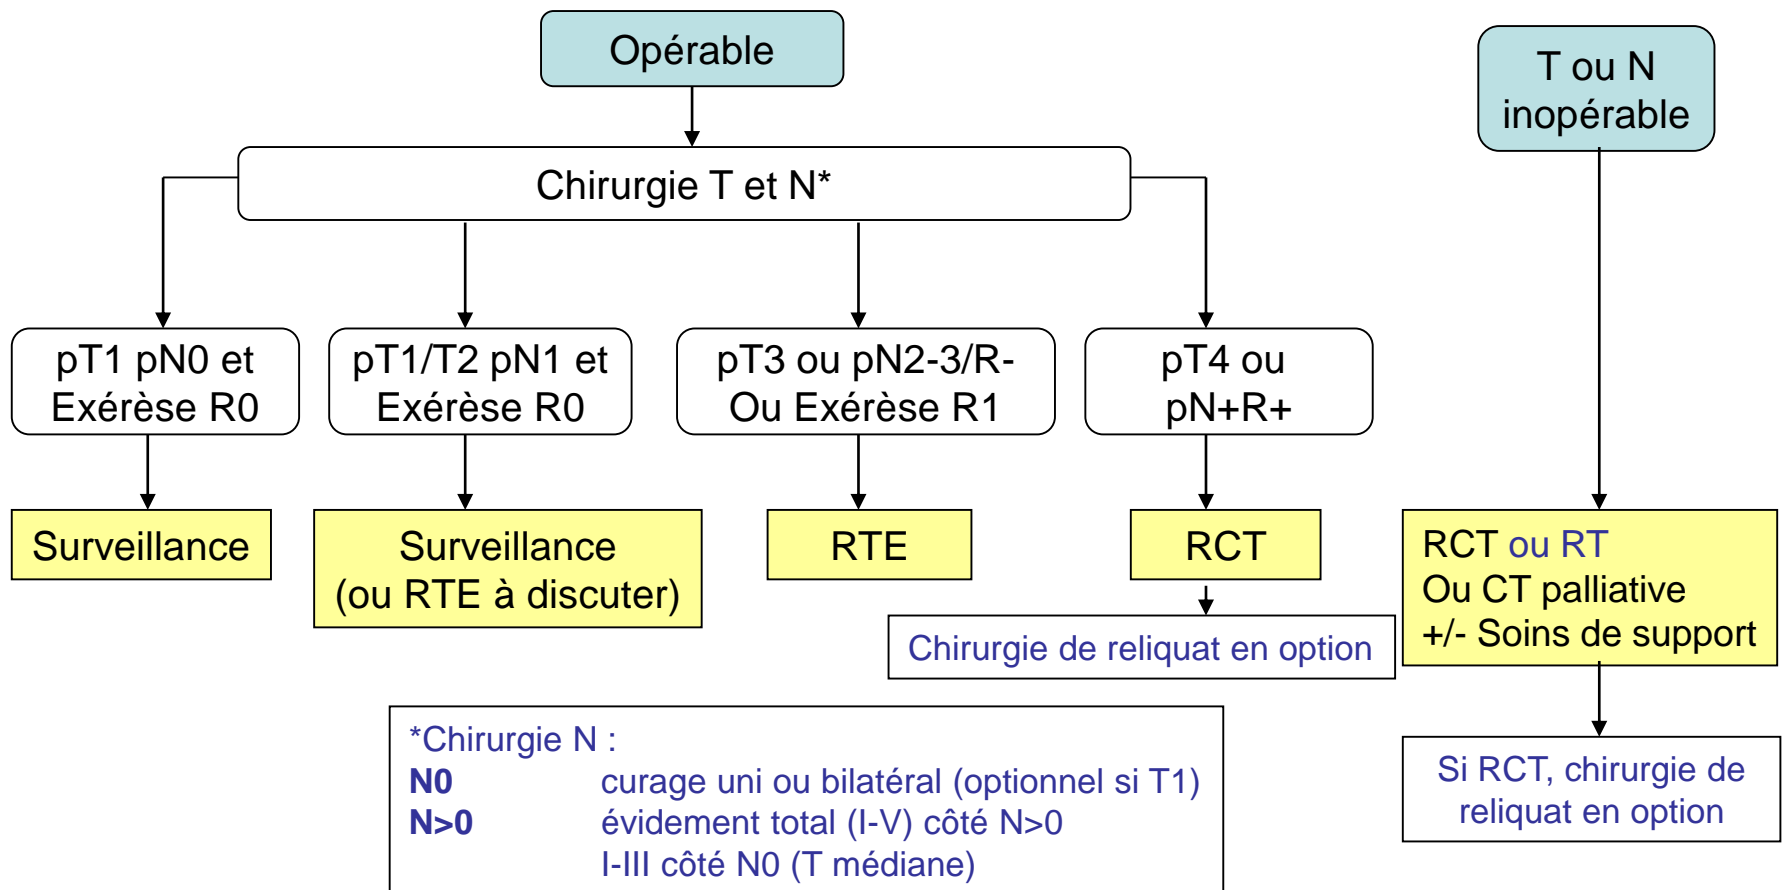 Opérable
T ou N
inopérable
Chirurgie T et N*
pT1 pN0 et
Exérèse R0
pT1/T2 pN1 et
Exérèse R0
pT3 ou pN2-3/R-
Ou Exérèse R1
pT4 ou
pN+R+
Surveillance
Surveillance
(ou RTE à discuter)
RTE
RCT
RCT ou RT
Ou CT palliative
+/- Soins de support
Chirurgie de reliquat en option
*Chirurgie N :
N0 curage uni ou bilatéral (optionnel si T1)
N>0 évidement total (I-V) côté N>0
I-III côté N0 (T médiane)
Si RCT, chirurgie de
reliquat en option